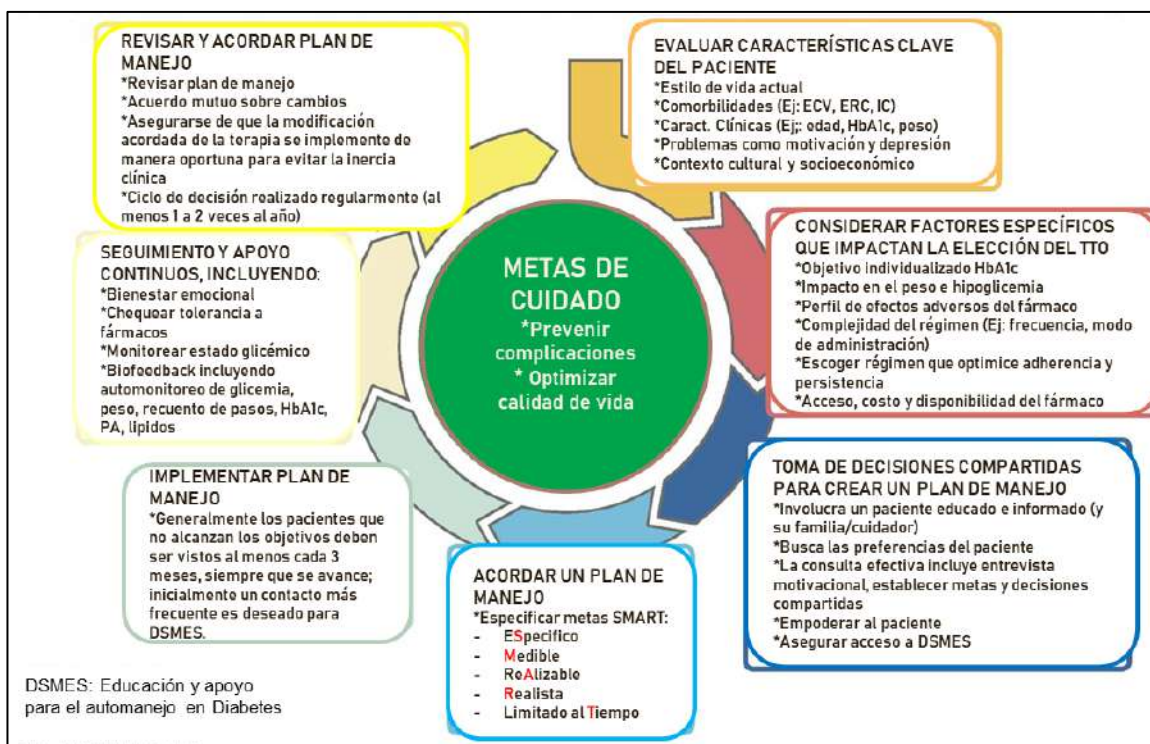 REVISAR Y ACORDAR PLAN DE
MANEJO
*Revisar plan de manejo
*Acuerdo mutuo sobre cambios
*Asegurarse de que la modificación
acordada de la terapia se implemente de
manera oportuna para evitar la inercia
clínica
*Ciclo de decisión realizado regularmente (al
menos 1 a 2 veces al año)
EVALUAR CARACTERÍSTICAS CLAVE
DEL PACIENTE
*Estilo de vida actual
*Comorbilidades (Ej: ECV, ERC, IC)
*Caract. Clínicas (Ej;: edad, HbA1c, peso)
*Problemas como motivación y depresión
*Contexto cultural y socioeconómico
CONSIDERAR FACTORES ESPECÍFICOS
QUE IMPACTAN LA ELECCIÓN DEL TTO
*Objetivo individualizado HbA1c
*Impacto en el peso e hipoglicemia
*Perfil de efectos adversos del fármaco
*Complejidad del régimen (Ej: frecuencia, modo
de administración)
*Escoger régimen que optimice adherencia y
persistencia
*Acceso, costo y disponibilidad del fármaco
TOMA DE DECISIONES COMPARTIDAS
PARA CREAR UN PLAN DE MANEJO
*Involucra un paciente educado e informado (y
su familia/cuidador)
*Busca las preferencias del paciente
*La consulta efectiva incluye entrevista
motivacional, establecer metas y decisiones
compartidas
*Empoderar al paciente
*Asegurar acceso a DSMES
ACORDAR UN PLAN DE
MANEJO
*Especificar metas SMART:
- ESpecifico
- Medible
- ReAlizable
- Realista
- Limitado al Tiempo
IMPLEMENTAR PLAN DE
MANEJO
*Generalmente los pacientes que
no alcanzan los objetivos deben
ser vistos al menos cada 3
meses, siempre que se avance;
inicialmente un contacto más
frecuente es deseado para
DSMES.
SEGUIMIENTO Y APOYO
CONTINUOS, INCLUYENDO:
*Bienestar emocional
*Chequear tolerancia a
fármacos
*Monitorear estado glicémico
*Biofeedback incluyendo
automonitoreo de glicemia,
peso, recuento de pasos, HbA1c,
PA, lipidos
METAS DE
CUIDADO
*Prevenir
complicaciones
* Optimizar
calidad de vida
DSMES: Educación y apoyo
para el automanejo en Diabetes